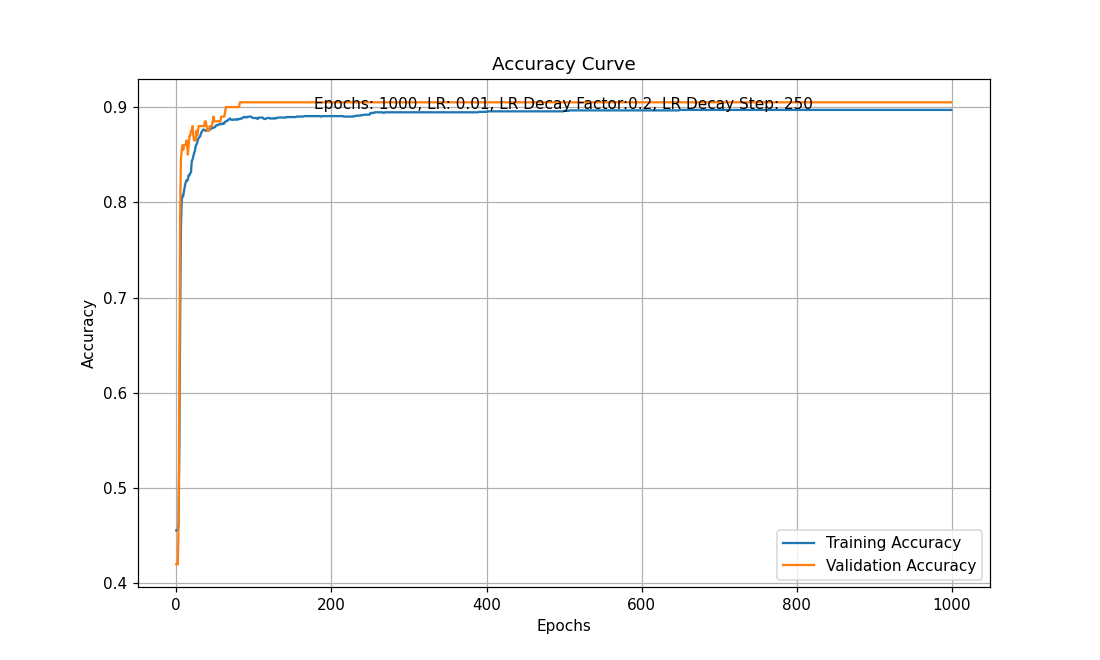 Accuracy Curve
Epochs: 1000, LR: 0.01, LR Decay Factor:0.2, LR Decay Step: 250
Accuracy
0.9
0.8
0.7
0.6
0.5
0.4
0 200 400 600 800 1000
Epochs
Training Accuracy
Validation Accuracy